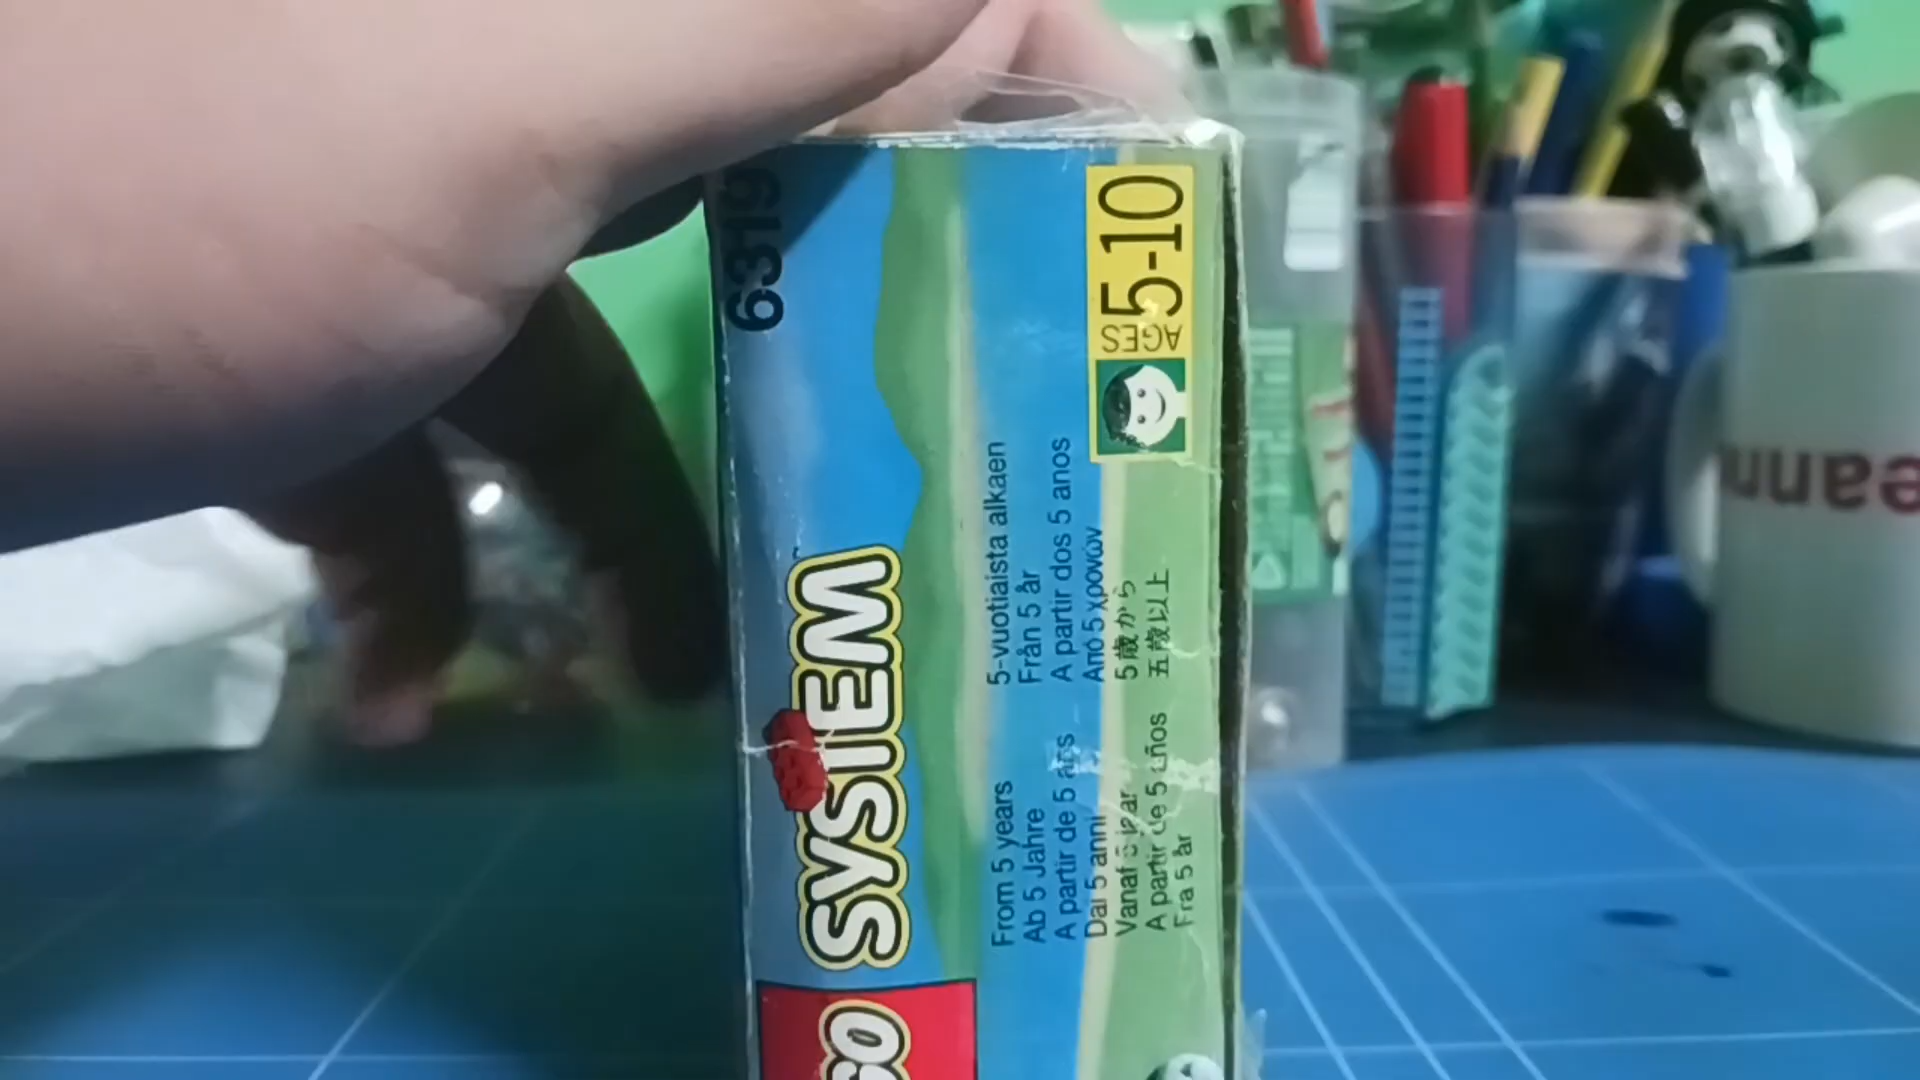 6319
SYSTEM
From 5 years
Ab 5 Jahre
A partir de 5 ans
Dai 5 anni
Vanaf 5 jaar
A partir de 5 años
Fra 5 år
5-vuotiaista alkaen
Från 5 år
A partir dos 5 anos
Από 5 χρονών
5歳から
五歲以上
AGES 5-10